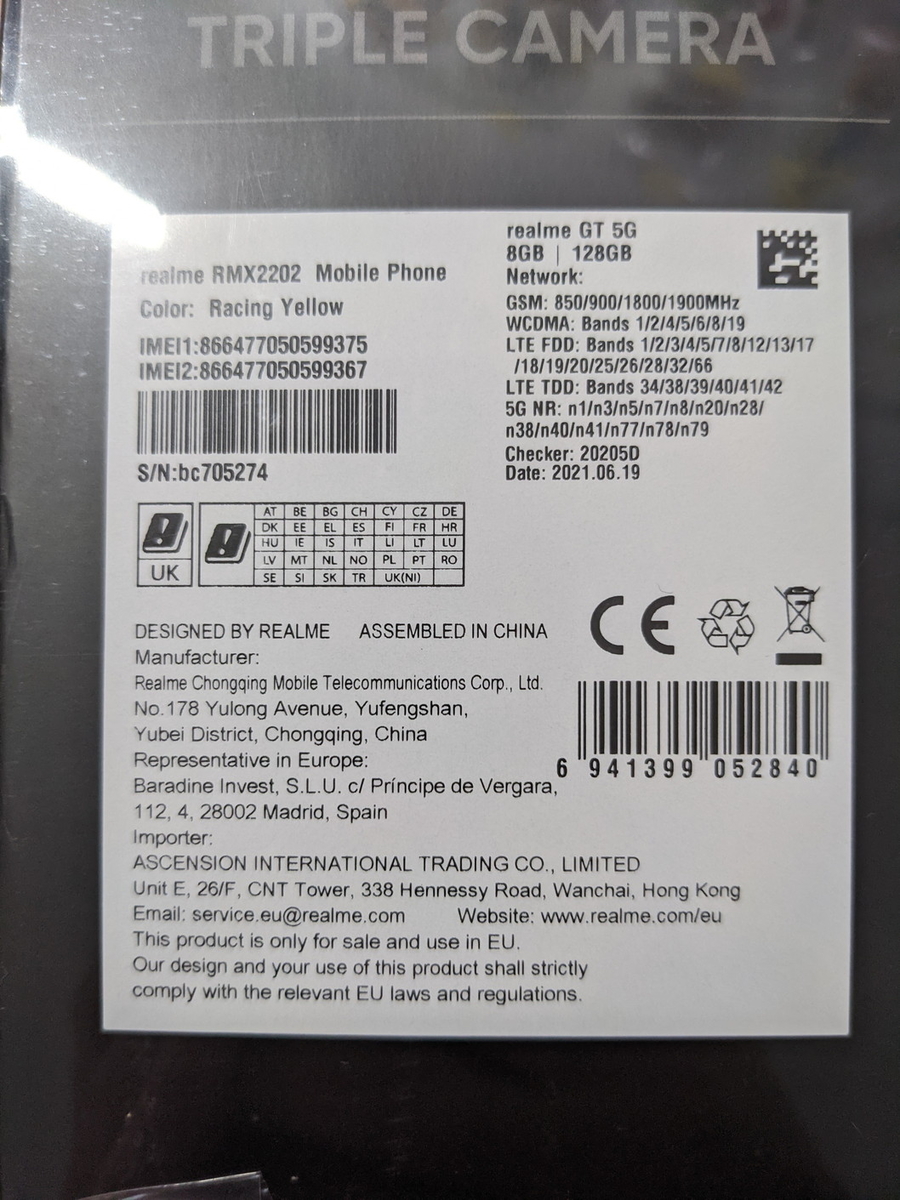 TRIPLE CAMERA
realme RMX2202 Mobile Phone
Color: Racing Yellow
IMEI1:866477050599375
IMEI2:866477050599367
S/N:bc705274
realme GT 5G
8GB | 128GB
Network:
GSM: 850/900/1800/1900MHz
WCDMA: Bands 1/2/4/5/6/8/19
LTE FDD: Bands 1/2/3/4/5/7/8/12/13/17
/18/19/20/25/26/28/32/66
LTE TDD: Bands 34/38/39/40/41/42
5G NR: n1/n3/n5/n7/n8/n20/n28/
n38/n40/n41/n77/n78/n79
Checker: 20205D
Date: 2021.06.19
UK
AT BE BG CH CY CZ DE
DK EE EL ES FI FR HR
HU IE IS IT LI LT LU
LV MT NL NO PL PT RO
SE SI SK TR UK(NI)
DESIGNED BY REALME ASSEMBLED IN CHINA
CE
Manufacturer:
Realme Chongqing Mobile Telecommunications Corp., Ltd.
No.178 Yulong Avenue, Yufengshan,
Yubei District, Chongqing, China
Representative in Europe:
Baradine Invest, S.L.U. c/ Príncipe de Vergara,
112, 4, 28002 Madrid, Spain
6 941399 052840
Importer:
ASCENSION INTERNATIONAL TRADING CO., LIMITED
Unit E, 26/F, CNT Tower, 338 Hennessy Road, Wanchai, Hong Kong
Email: service.eu@realme.com Website: www.realme.com/eu
This product is only for sale and use in EU.
Our design and your use of this product shall strictly
comply with the relevant EU laws and regulations.